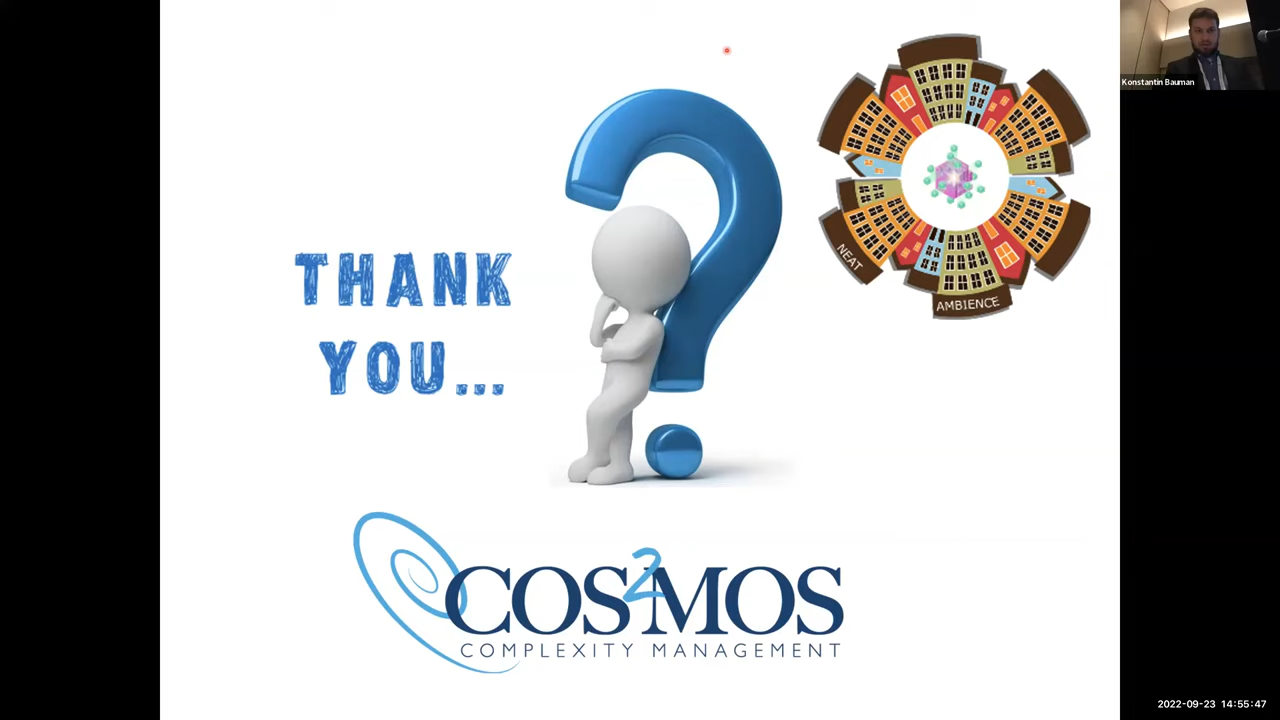 Konstantin Bauman
THANK
YOU...
NEAT
AMBIENCE
COS2MOS
COMPLEXITY MANAGEMENT
2022-09-23 14:55:47